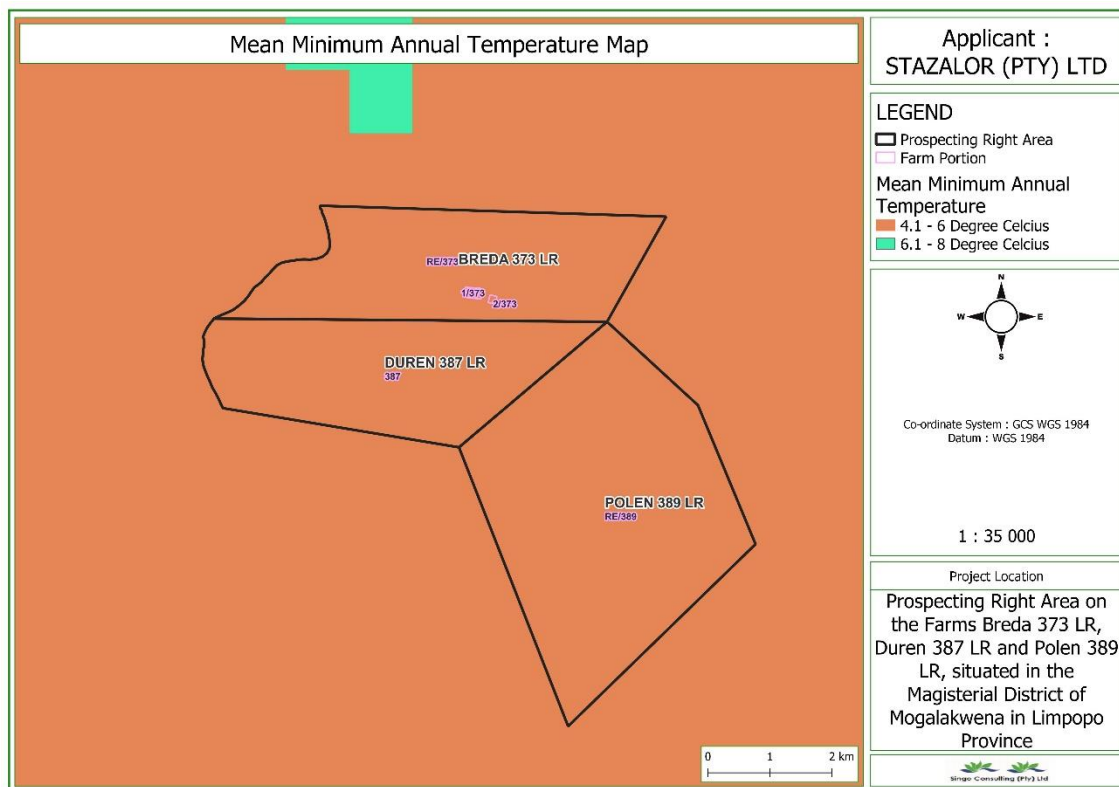 Mean Minimum Annual Temperature Map
RE/373
BREDA 373 LR
1/373
2/373
DUREN 387 LR
387
POLEN 389 LR
RE/389
0 1 2 km
Applicant :
STAZALOR (PTY) LTD
LEGEND
Prospecting Right Area
Farm Portion
Mean Minimum Annual
Temperature
4.1 - 6 Degree Celcius
6.1 - 8 Degree Celcius
N
W E
S
Co-ordinate System : GCS WGS 1984
Datum : WGS 1984
1 : 35 000
Project Location
Prospecting Right Area on
the Farms Breda 373 LR,
Duren 387 LR and Polen 389
LR, situated in the
Magisterial District of
Mogalakwena in Limpopo
Province
Singo Consulting (Pty) Ltd